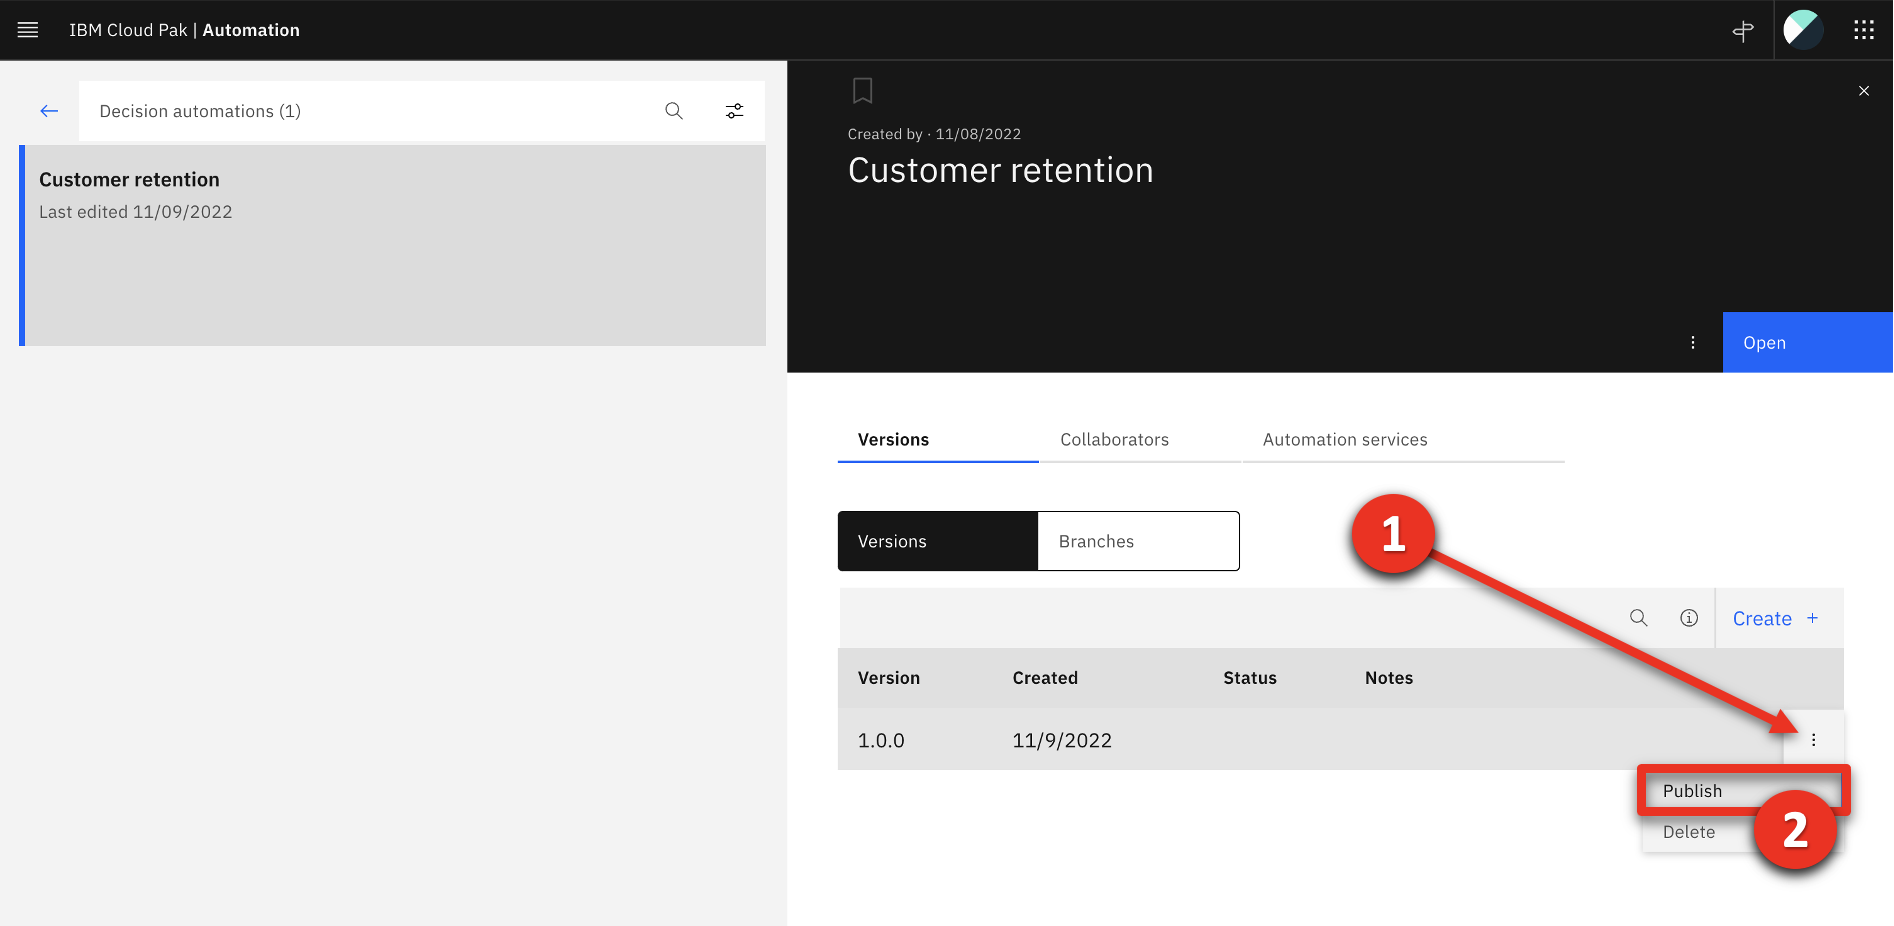 IBM Cloud Pak | Automation
Decision automations (1)
Customer retention
Last edited 11/09/2022
Created by · 11/08/2022
Customer retention
Open
Versions
Collaborators
Automation services
Versions
Branches
1
Create +
Version Created Status Notes
1.0.0 11/9/2022
Publish
Delete
2